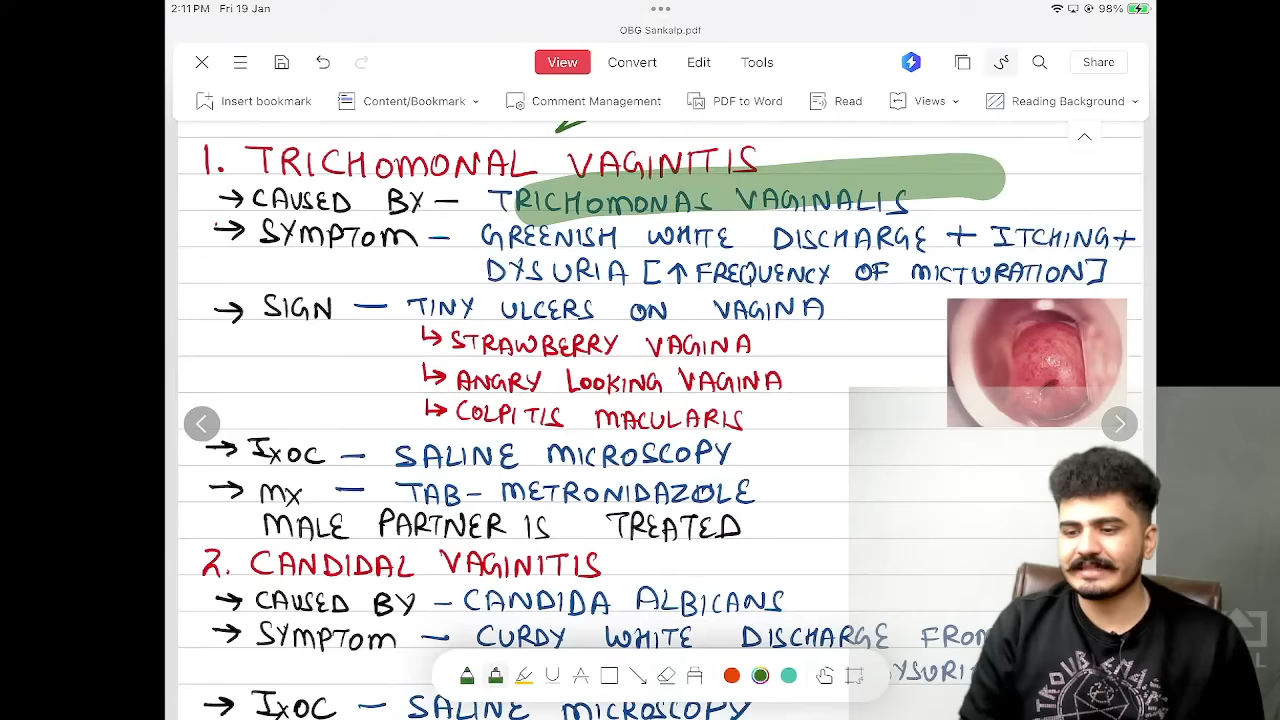 2:11 PM Fri 19 Jan
98%
OBG Sankalp.pdf
View Convert Edit Tools
Share
Insert bookmark Content/Bookmark Comment Management PDF to Word Read Views Reading Background
1. TRICHOMONAL VAGINITIS
→ CAUSED BY — TRICHOMONAS VAGINALIS
→ SYMPTOM — GREENISH WHITE DISCHARGE + ITCHING +
DYSURIA [↑ FREQUENCY OF MICTURATION]
→ SIGN — TINY ULCERS ON VAGINA
↳ STRAWBERRY VAGINA
↳ ANGRY LOOKING VAGINA
↳ COLPITIS MACULARIS
→ IXOC — SALINE MICROSCOPY
→ MX — TAB- METRONIDAZOLE
MALE PARTNER IS TREATED
2. CANDIDAL VAGINITIS
→ CAUSED BY — CANDIDA ALBICANS
→ SYMPTOM — CURDY WHITE DISCHARGE FROM
→ IXOC — SALINE MICROSCOPY